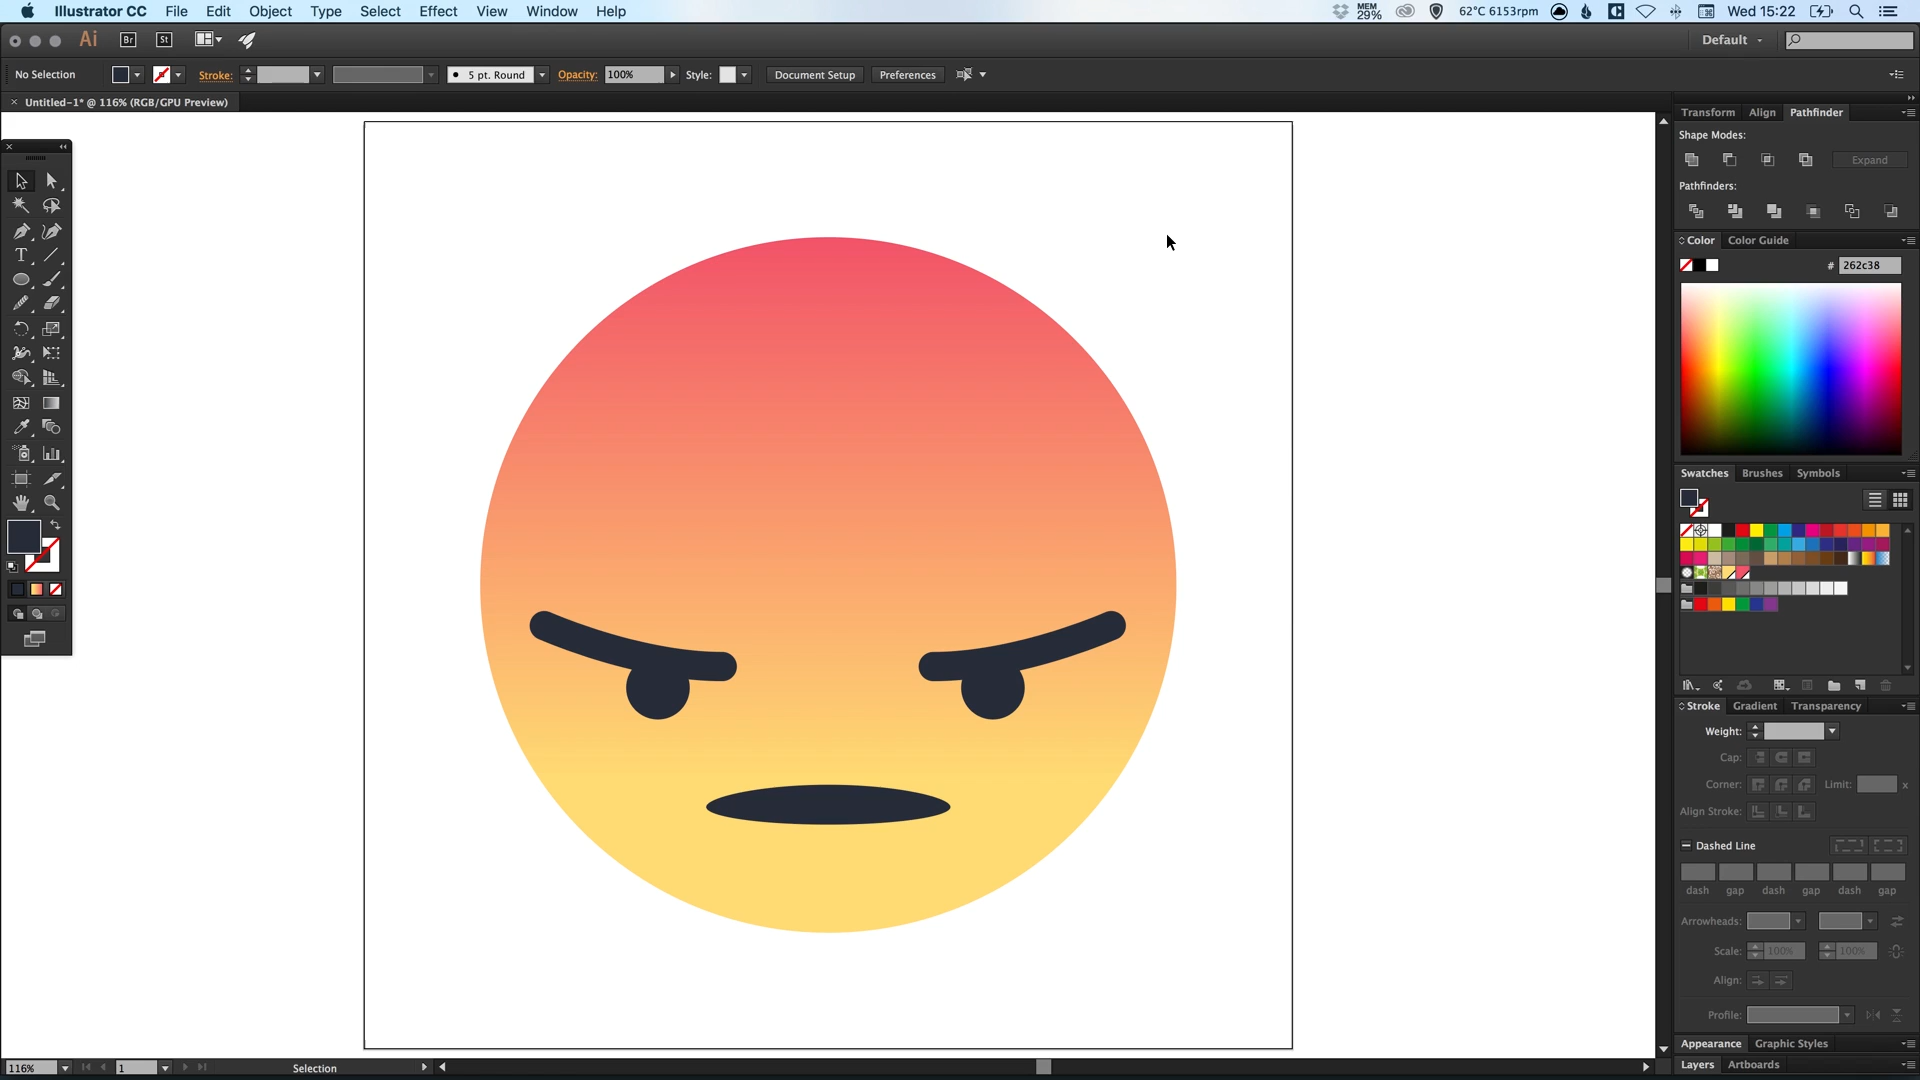 Illustrator CC File Edit Object Type Select Effect View Window Help MEM 29% 62°C 6153rpm Wed 15:22
Ai Br St Default
No Selection Stroke: 5 pt. Round Opacity: 100% Style: Document Setup Preferences
Untitled-1* @ 116% (RGB/GPU Preview)
Transform Align Pathfinder
Shape Modes:
Expand
Pathfinders:
Color Color Guide
# 262c38
Swatches Brushes Symbols
Stroke Gradient Transparency
Weight:
Cap:
Corner: Limit: x
Align Stroke:
Dashed Line
dash gap dash gap dash gap
Arrowheads:
Scale: 100% 100%
Align:
Profile:
Appearance Graphic Styles
Layers Artboards
116% 1 Selection